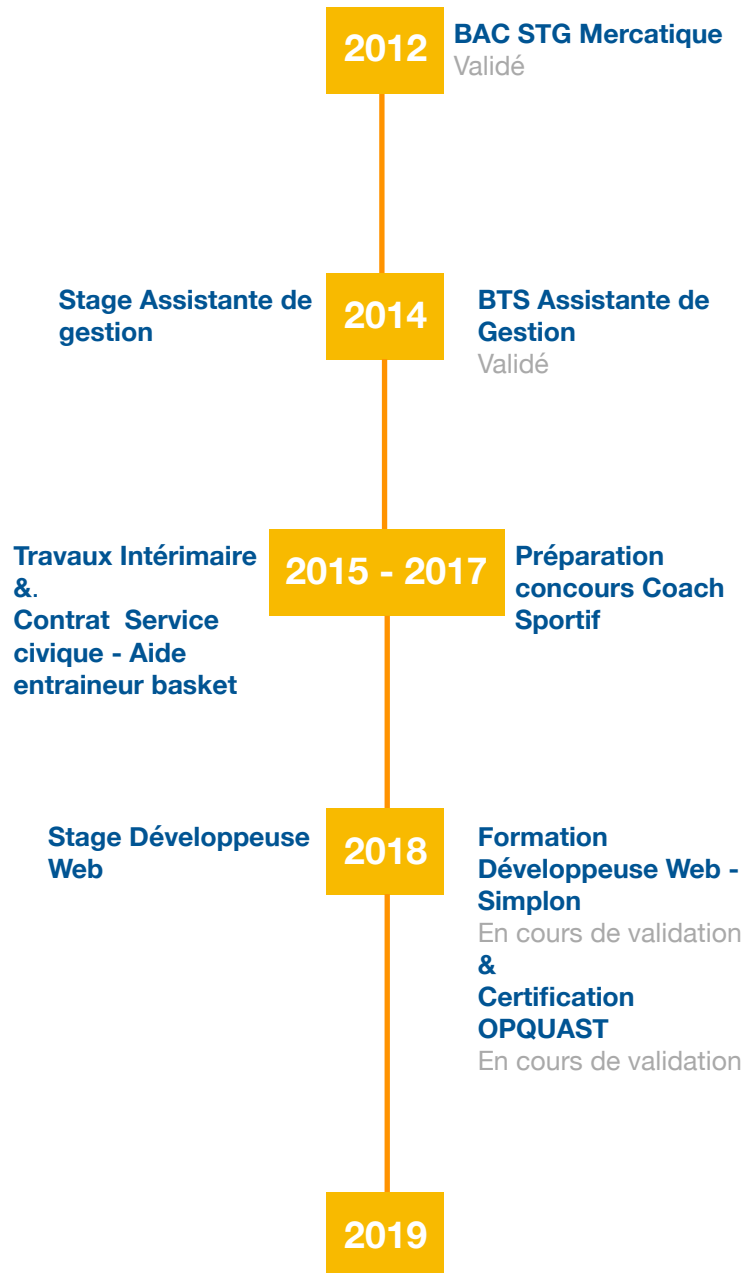 2012
BAC STG Mercatique
Validé
Stage Assistante de
gestion
2014
BTS Assistante de
Gestion
Validé
Travaux Intérimaire
&.
Contrat Service
civique - Aide
entraineur basket
2015 - 2017
Préparation
concours Coach
Sportif
Stage Développeuse
Web
2018
Formation
Développeuse Web -
Simplon
En cours de validation
&
Certification
OPQUAST
En cours de validation
2019